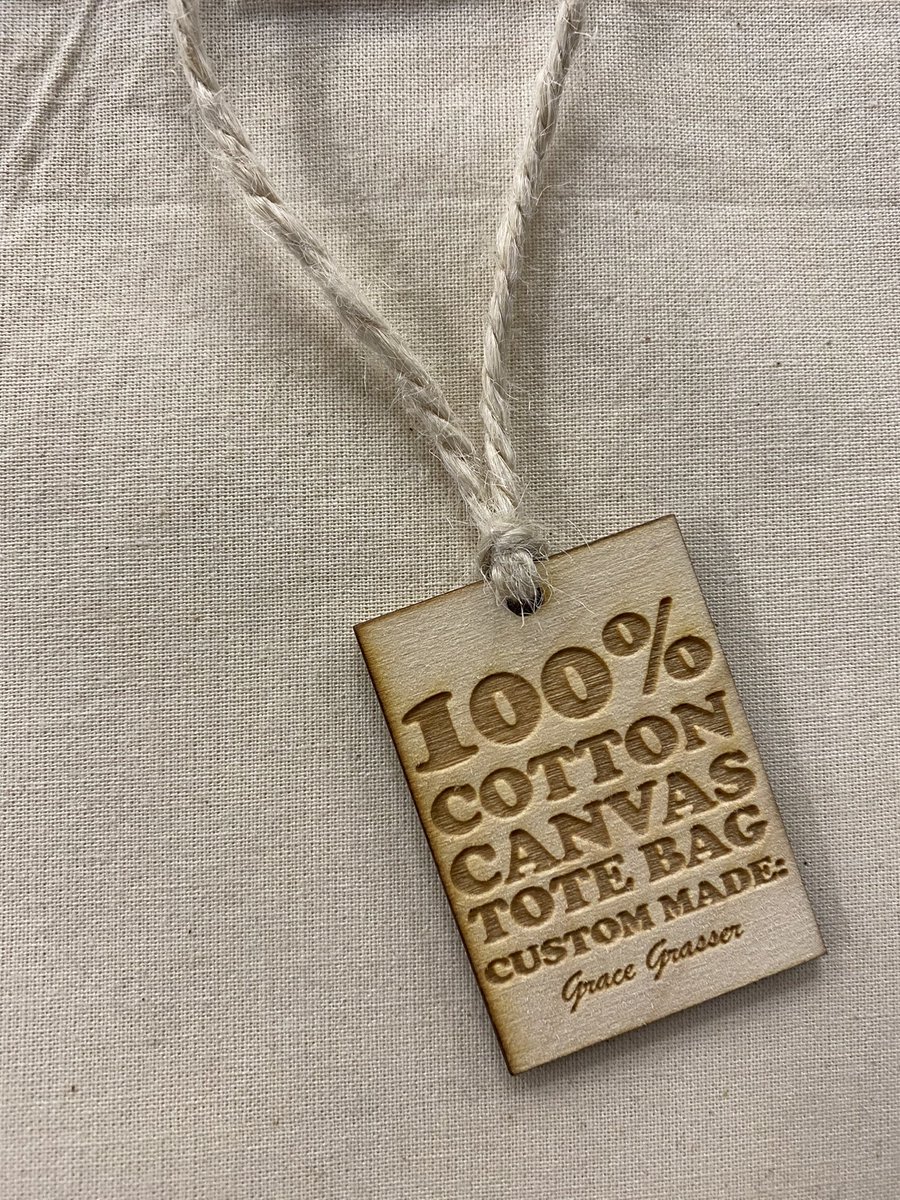 100%
COTTON
CANVAS
TOTE BAG
CUSTOM MADE:
Grace Grasser